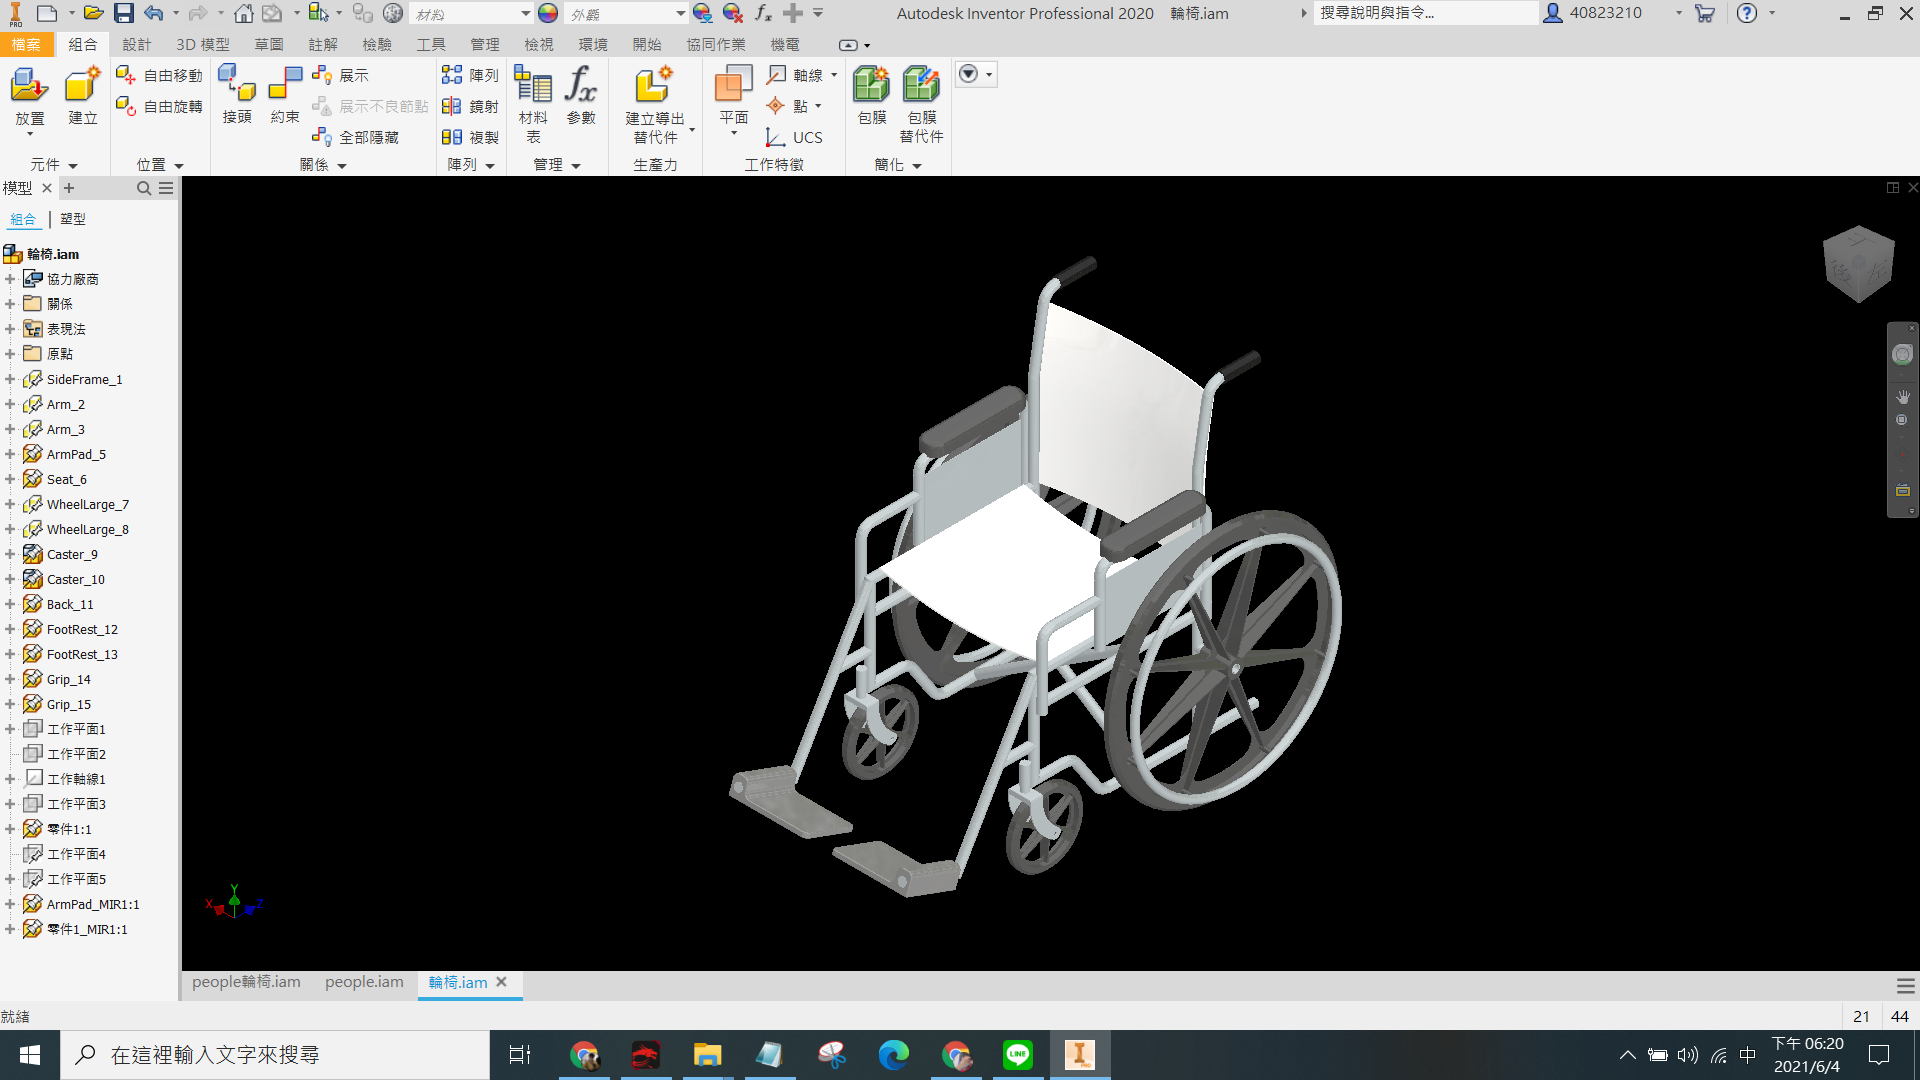 材料
外觀
Autodesk Inventor Professional 2020 輪椅.iam
搜尋說明與指令...
40823210
檔案 組合 設計 3D 模型 草圖 註解 檢驗 工具 管理 檢視 環境 開始 協同作業 機電
放置
建立
自由移動
自由旋轉
接頭
約束
展示
展示不良節點
全部隱藏
陣列
鏡射
複製
材料表
參數
建立導出替代件
平面
軸線
點
UCS
包膜
包膜替代件
元件 位置 關係 陣列 管理 生產力 工作特徵 簡化
模型
組合 | 塑型
輪椅.iam
協力廠商
關係
表現法
原點
SideFrame_1
Arm_2
Arm_3
ArmPad_5
Seat_6
WheelLarge_7
WheelLarge_8
Caster_9
Caster_10
Back_11
FootRest_12
FootRest_13
Grip_14
Grip_15
工作平面1
工作平面2
工作軸線1
工作平面3
零件1:1
工作平面4
工作平面5
ArmPad_MIR1:1
零件1_MIR1:1
Y
X
Z
people輪椅.iam people.iam 輪椅.iam
就緒
21 44
在這裡輸入文字來搜尋
LINE
中
下午 06:20
2021/6/4